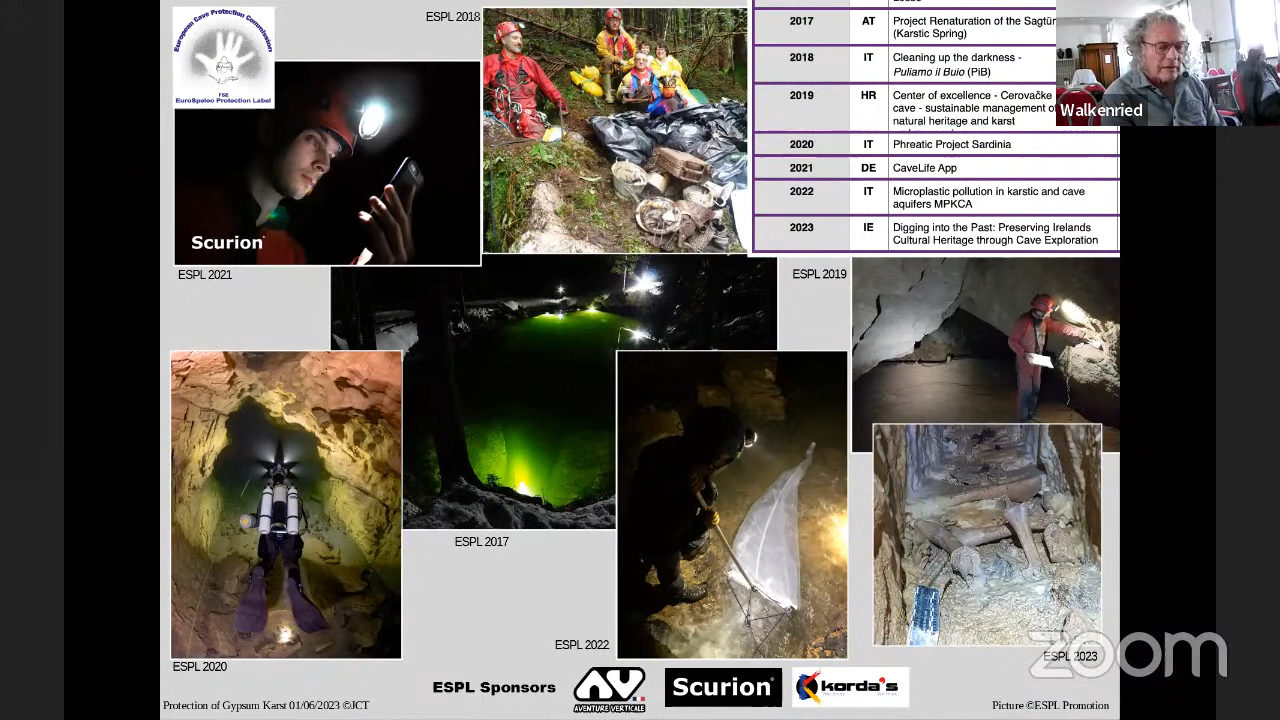 European Cave Protection Commission
FSE
EuroSpeleo Protection Label
ESPL 2018
2017 AT Project Renaturation of the
(Karstic Spring)
2018 IT Cleaning up the darkness -
Puliamo il Buio (PiB)
2019 HR Center of excellence - Cerovačke
cave - sustainable management of
natural heritage and karst
2020 IT Phreatic Project Sardinia
2021 DE CaveLife App
2022 IT Microplastic pollution in karstic and cave
aquifers MPKCA
2023 IE Digging into the Past: Preserving Irelands
Cultural Heritage through Cave Exploration
Walkenried
Scurion
ESPL 2021
ESPL 2019
ESPL 2017
ESPL 2022
ESPL 2020
ESPL 2023
zoom
ESPL Sponsors
AV
AVENTURE VERTICALE
Scurion®
korda's
Protection of Gypsum Karst 01/06/2023 ©JCT
Picture ©ESPL Promotion